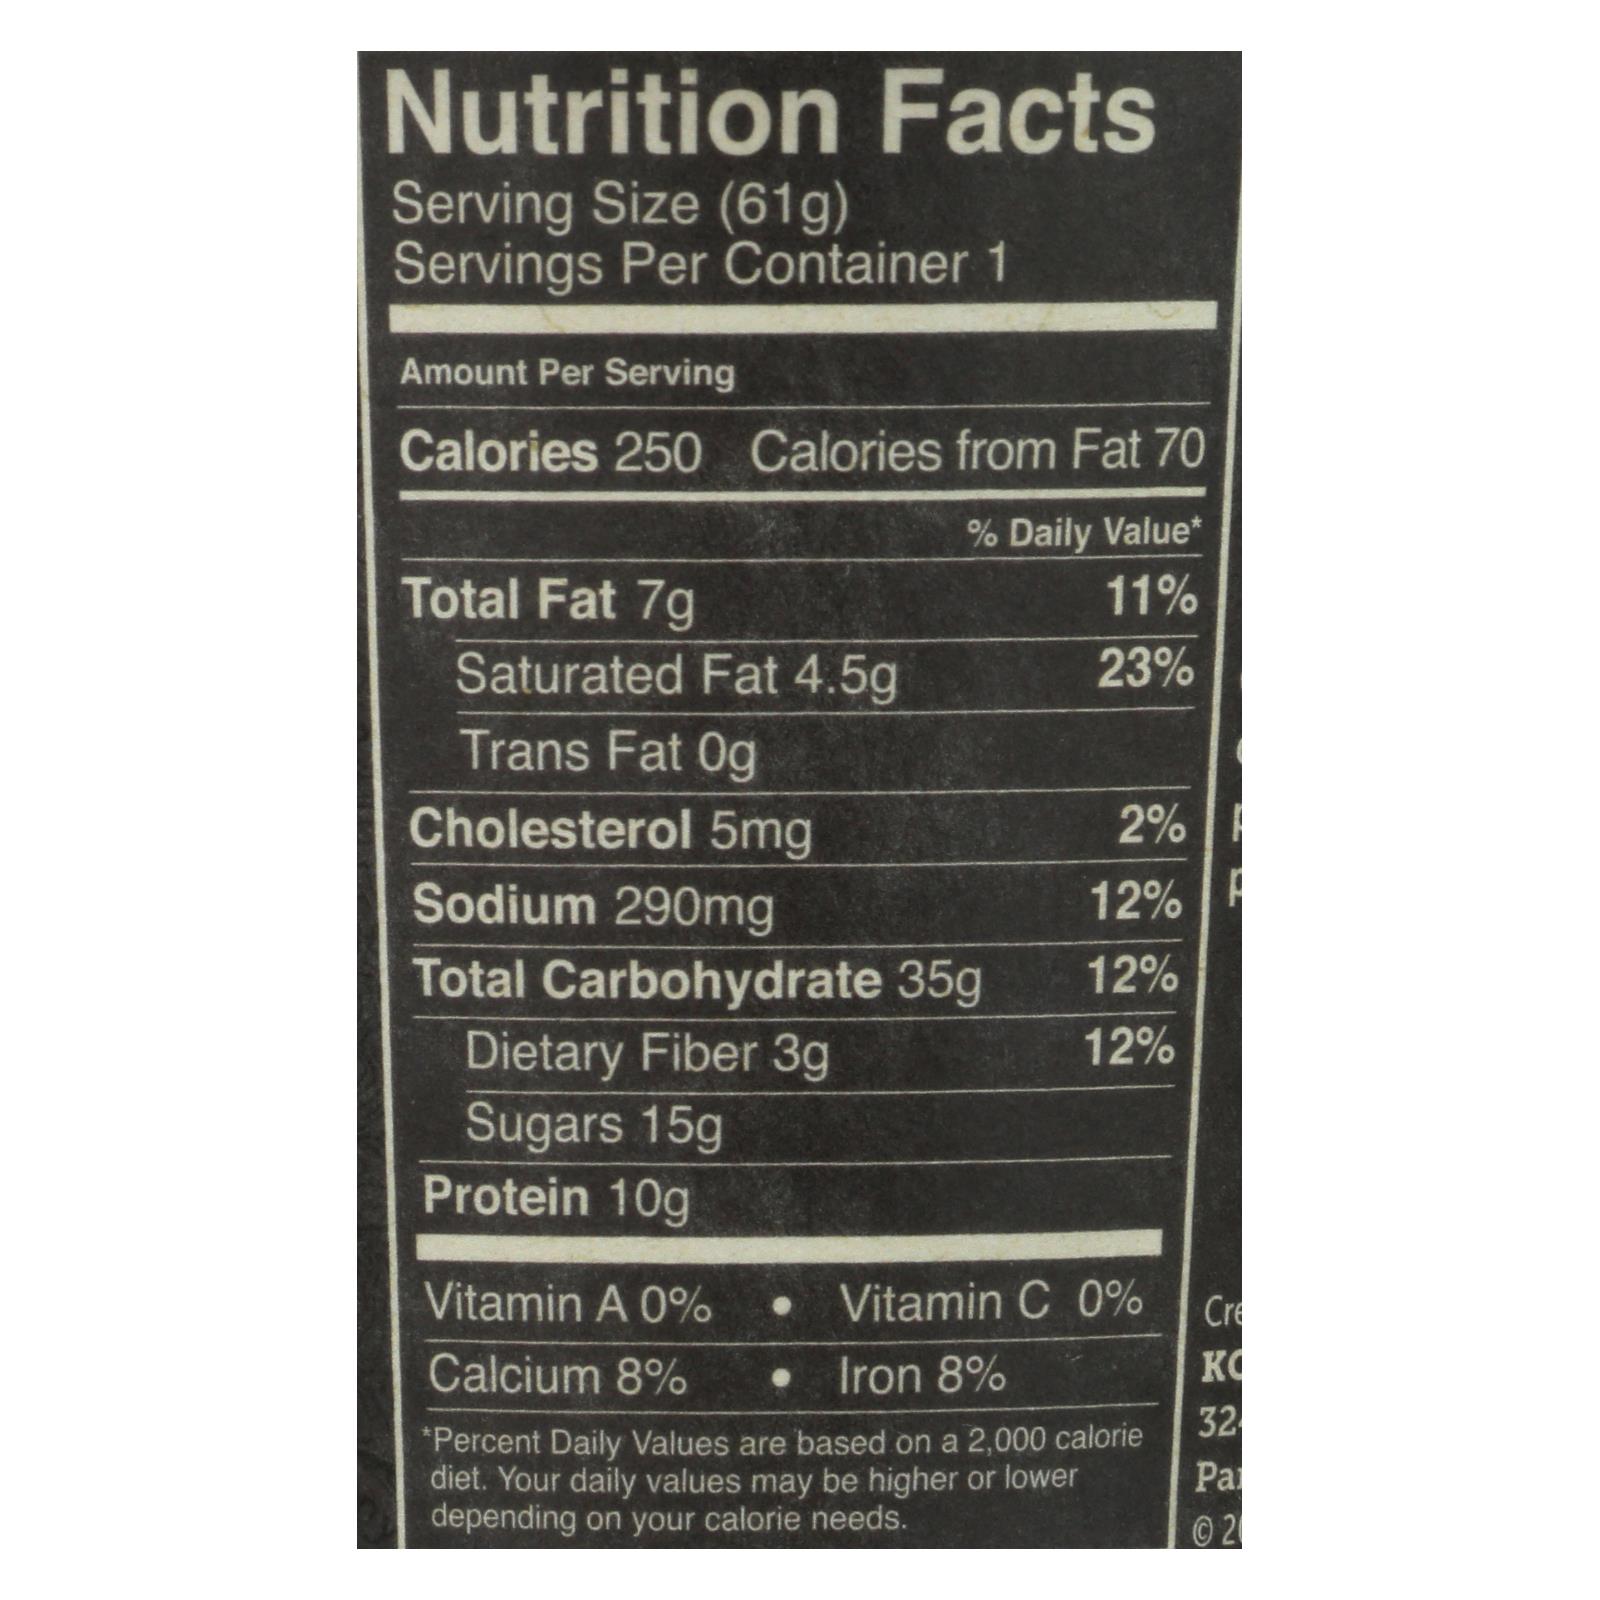 Nutrition Facts
Serving Size (61g)
Servings Per Container 1
Amount Per Serving
Calories 250 Calories from Fat 70
% Daily Value*
Total Fat 7g 11%
Saturated Fat 4.5g 23%
Trans Fat 0g
Cholesterol 5mg 2%
Sodium 290mg 12%
Total Carbohydrate 35g 12%
Dietary Fiber 3g 12%
Sugars 15g
Protein 10g
Vitamin A 0% • Vitamin C 0%
Calcium 8% • Iron 8%
*Percent Daily Values are based on a 2,000 calorie
diet. Your daily values may be higher or lower
depending on your calorie needs.